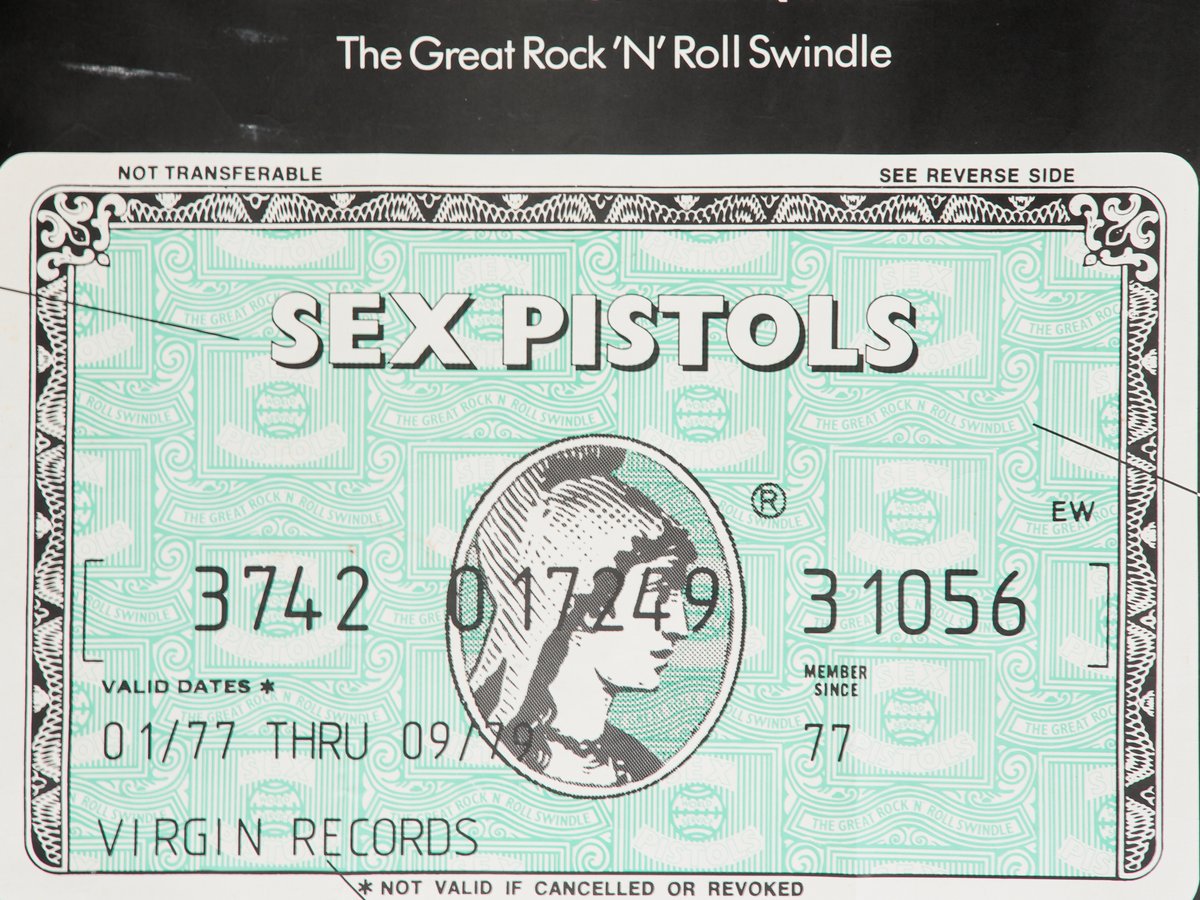 The Great Rock 'N' Roll Swindle
NOT TRANSFERABLE
SEE REVERSE SIDE
SEX PISTOLS
®
EW
3742 017249 31056
VALID DATES *
MEMBER
SINCE
01/77 THRU 09/79
77
VIRGIN RECORDS
* NOT VALID IF CANCELLED OR REVOKED